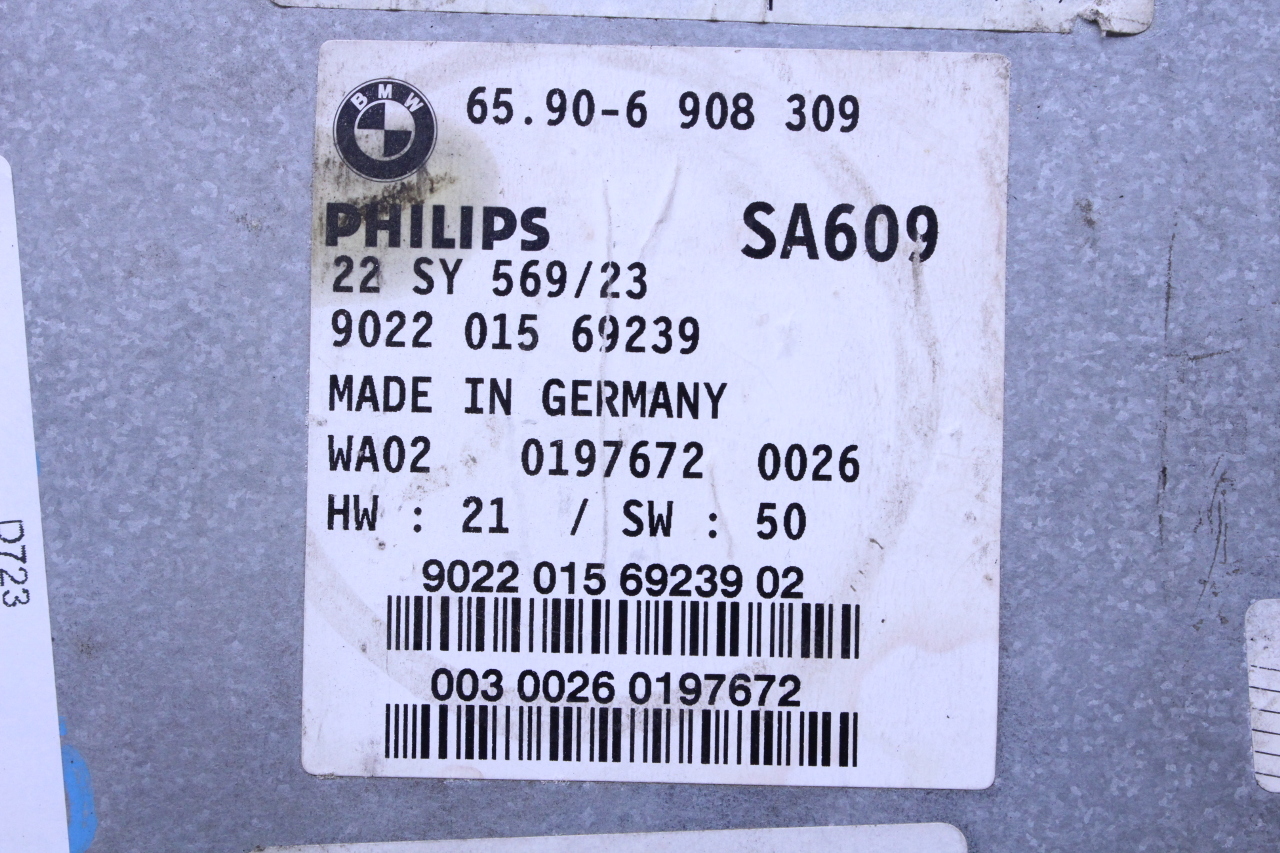 BMW
65.90-6 908 309
PHILIPS SA609
22 SY 569/23
9022 015 69239
MADE IN GERMANY
WA02 0197672 0026
HW : 21 / SW : 50
9022 015 69239 02
003 0026 0197672
D723